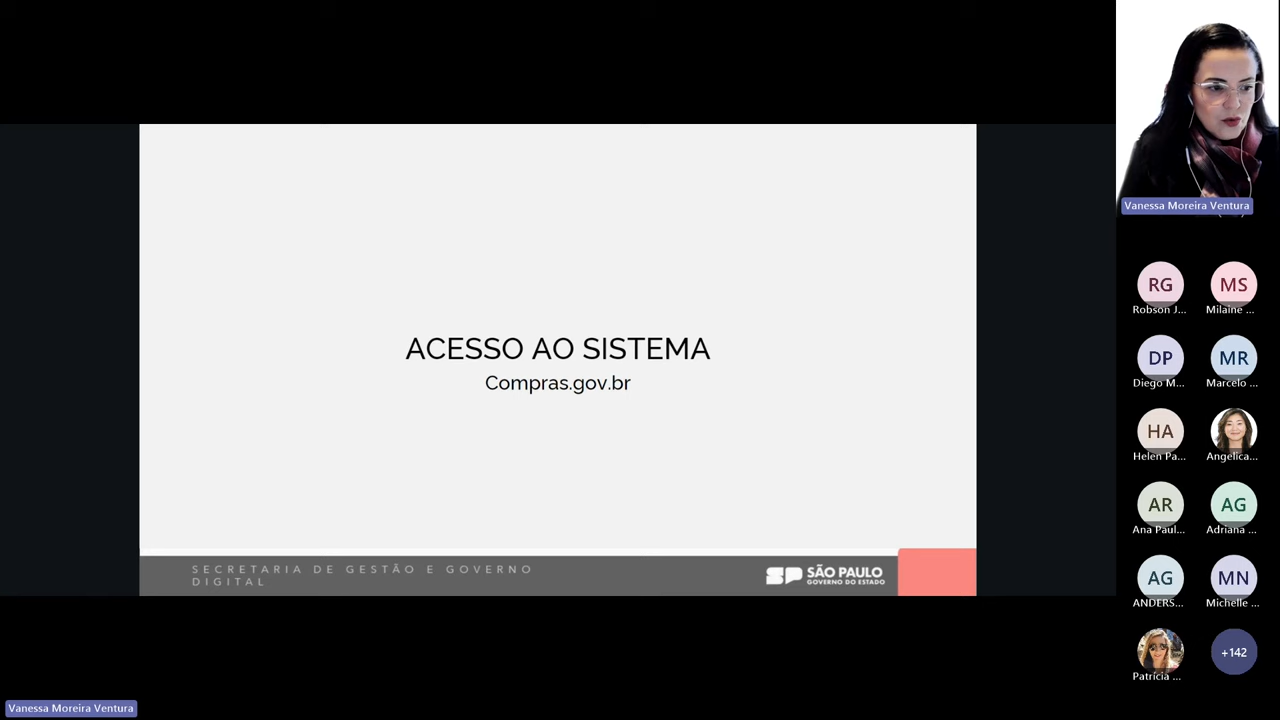 Vanessa Moreira Ventura
ACESSO AO SISTEMA
Compras.gov.br
SECRETARIA DE GESTÃO E GOVERNO
DIGITAL
SP SÃO PAULO
GOVERNO DO ESTADO
RG
Robson J...
MS
Milaine ...
DP
Diego M...
MR
Marcelo ...
HA
Helen Pa...
Angelica...
AR
Ana Paul...
AG
Adriana ...
AG
ANDERS...
MN
Michelle ...
Patrícia ...
+142
Vanessa Moreira Ventura